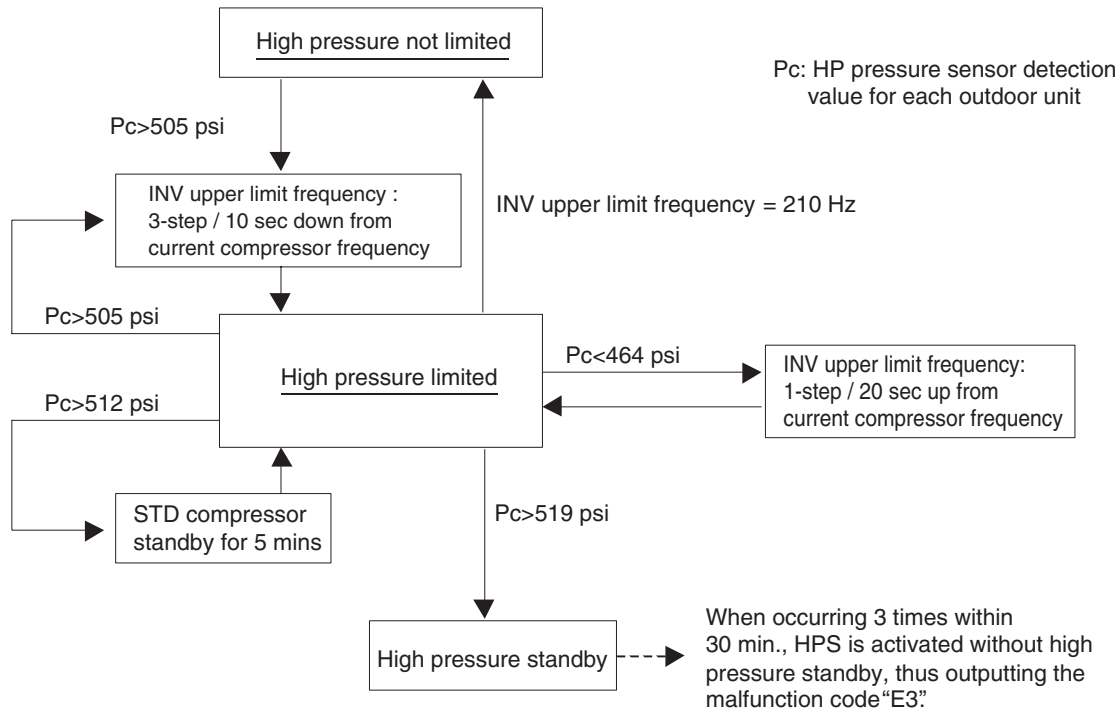 High pressure not limited
Pc: HP pressure sensor detection
value for each outdoor unit
Pc>505 psi
INV upper limit frequency :
3-step / 10 sec down from
current compressor frequency
INV upper limit frequency = 210 Hz
Pc>505 psi
High pressure limited
Pc<464 psi
INV upper limit frequency:
1-step / 20 sec up from
current compressor frequency
Pc>512 psi
STD compressor
standby for 5 mins
Pc>519 psi
High pressure standby
When occurring 3 times within
30 min., HPS is activated without high
pressure standby, thus outputting the
malfunction code “E3”.